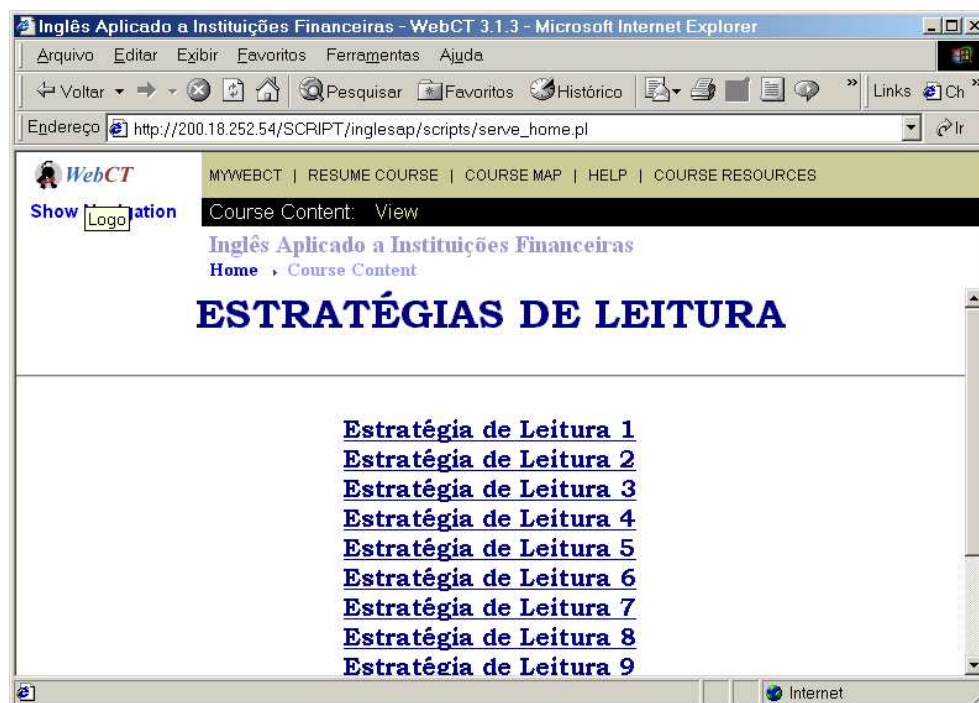 Inglês Aplicado a Instituições Financeiras - WebCT 3.1.3 - Microsoft Internet Explorer
Arquivo Editar Exibir Favoritos Ferramentas Ajuda
Voltar Pesquisar Favoritos Histórico » Links Ch »
Endereço http://200.18.252.54/SCRIPT/inglesap/scripts/serve_home.pl Ir
WebCT MYWEBCT | RESUME COURSE | COURSE MAP | HELP | COURSE RESOURCES
Show Course Content: View
Logo
Inglês Aplicado a Instituições Financeiras
Home › Course Content
ESTRATÉGIAS DE LEITURA
Estratégia de Leitura 1
Estratégia de Leitura 2
Estratégia de Leitura 3
Estratégia de Leitura 4
Estratégia de Leitura 5
Estratégia de Leitura 6
Estratégia de Leitura 7
Estratégia de Leitura 8
Estratégia de Leitura 9
Internet